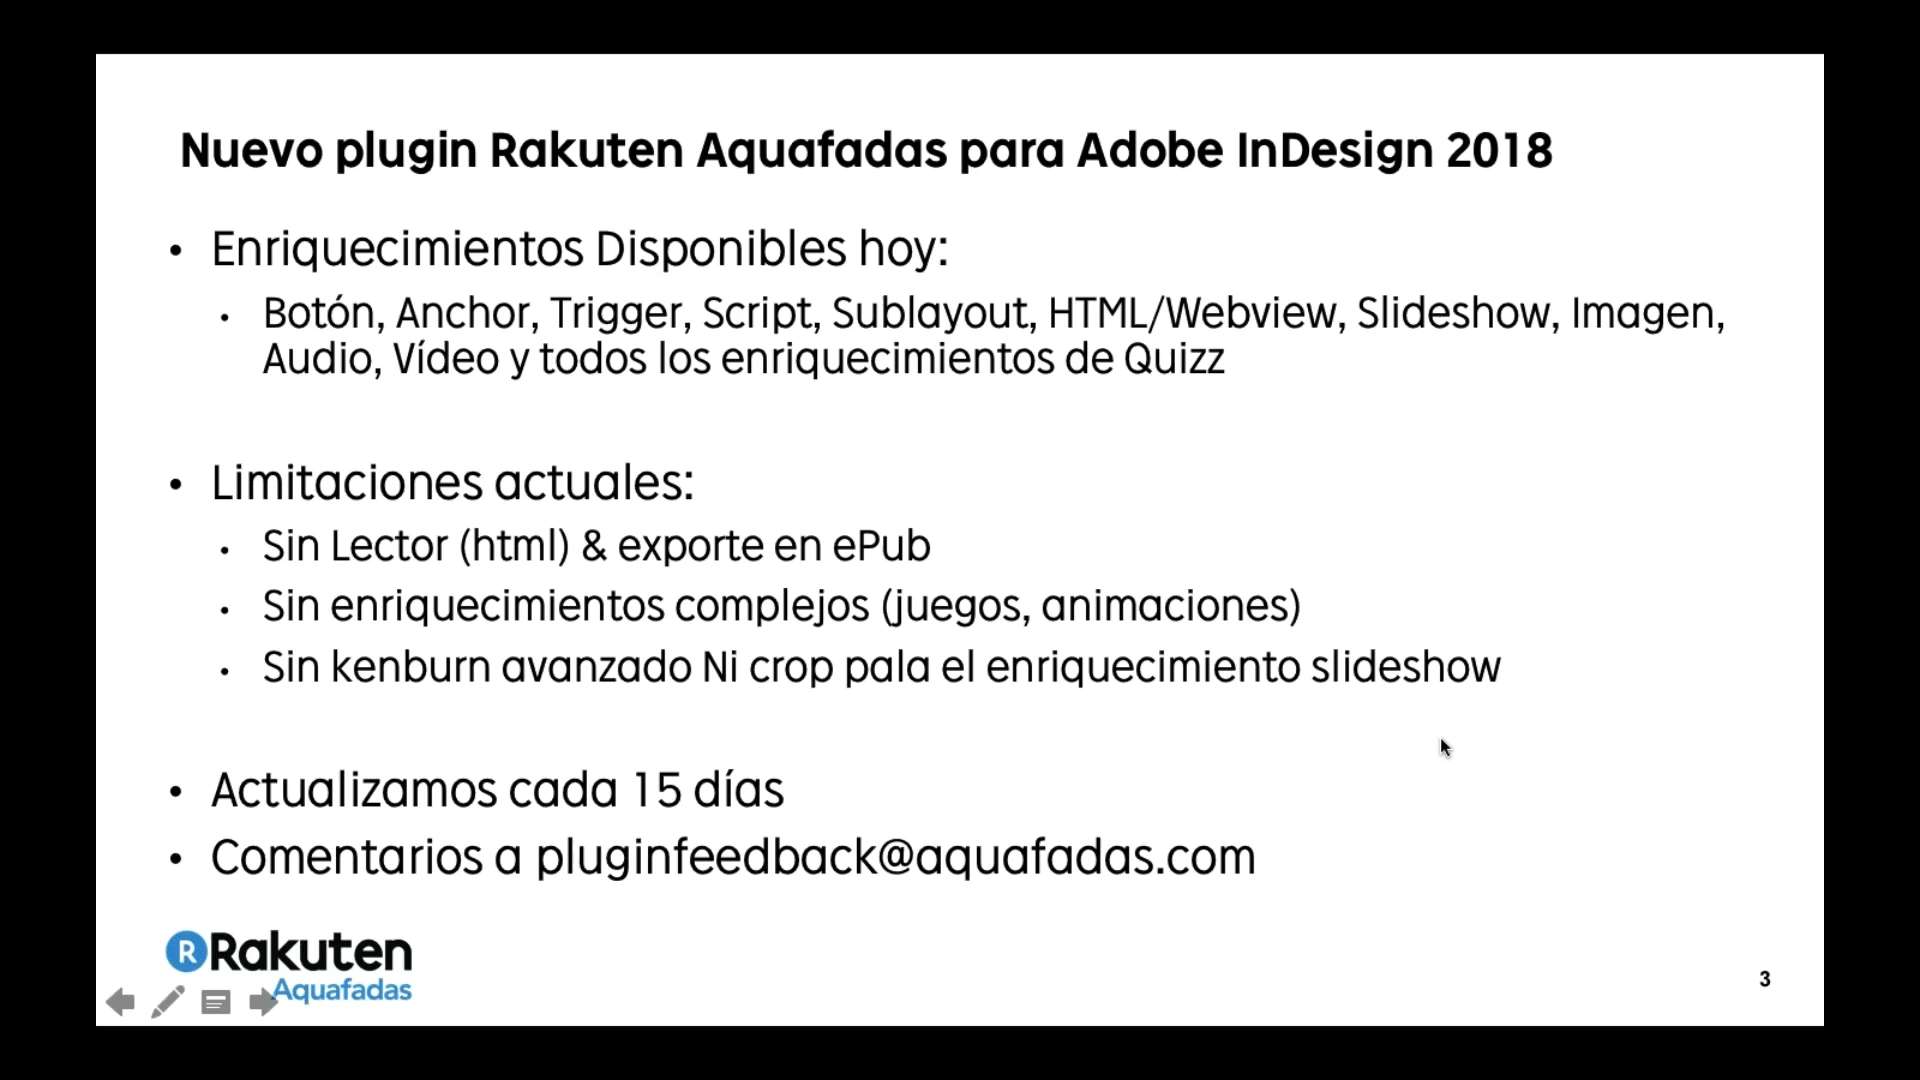 Nuevo plugin Rakuten Aquafadas para Adobe InDesign 2018
• Enriquecimientos Disponibles hoy:
• Botón, Anchor, Trigger, Script, Sublayout, HTML/Webview, Slideshow, Imagen,
Audio, Vídeo y todos los enriquecimientos de Quizz
• Limitaciones actuales:
• Sin Lector (html) & exporte en ePub
• Sin enriquecimientos complejos (juegos, animaciones)
• Sin kenburn avanzado Ni crop pala el enriquecimiento slideshow
• Actualizamos cada 15 días
• Comentarios a pluginfeedback@aquafadas.com
R Rakuten
Aquafadas
3